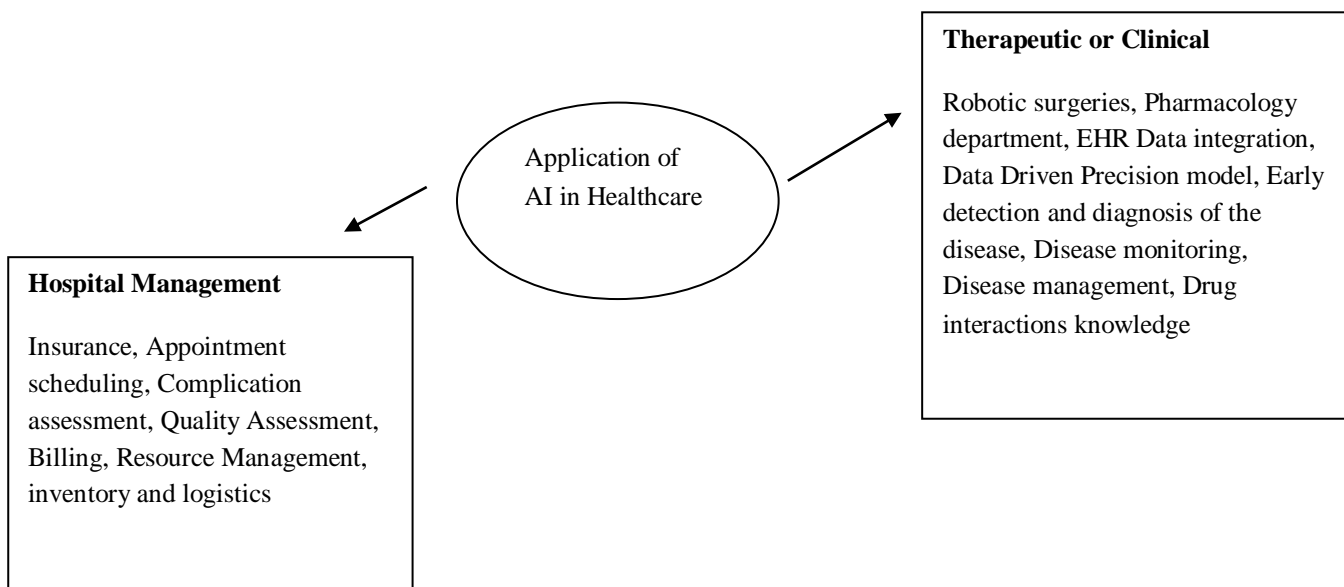 Therapeutic or Clinical
Robotic surgeries, Pharmacology
department, EHR Data integration,
Data Driven Precision model, Early
detection and diagnosis of the
disease, Disease monitoring,
Disease management, Drug
interactions knowledge
Application of
AI in Healthcare
Hospital Management
Insurance, Appointment
scheduling, Complication
assessment, Quality Assessment,
Billing, Resource Management,
inventory and logistics